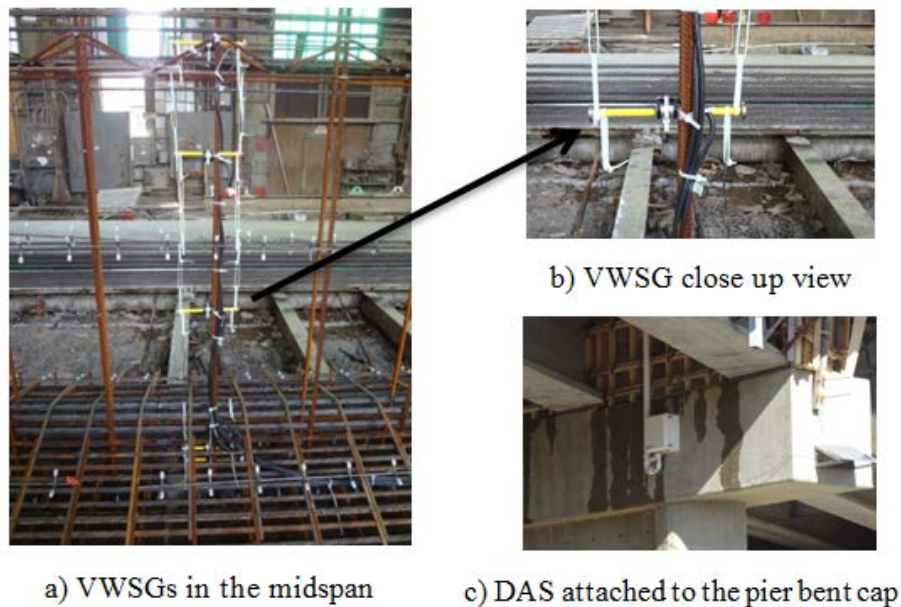 b) VWSG close up view
a) VWSGs in the midspan
c) DAS attached to the pier bent cap